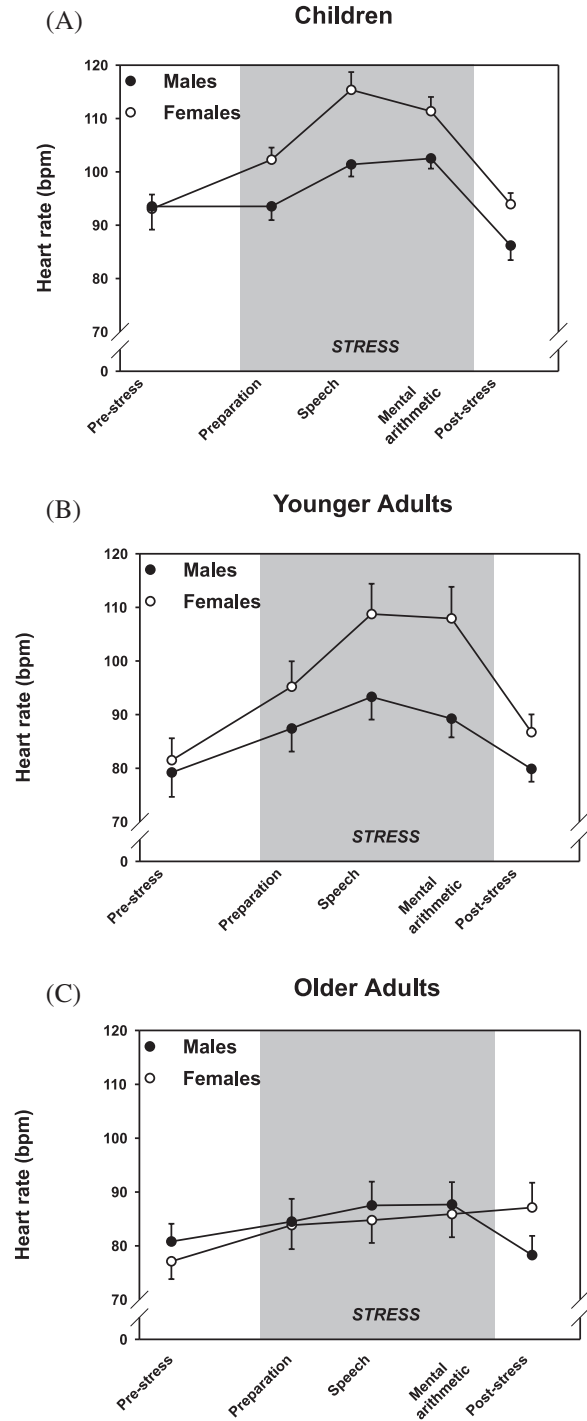 (A)
Children
Males
Females
Heart rate (bpm)
120
110
100
90
80
70
0
STRESS
Pre-stress
Preparation
Speech
Mental
arithmetic
Post-stress
(B)
Younger Adults
Males
Females
Heart rate (bpm)
120
110
100
90
80
70
0
STRESS
Pre-stress
Preparation
Speech
Mental
arithmetic
Post-stress
(C)
Older Adults
Males
Females
Heart rate (bpm)
120
110
100
90
80
70
0
STRESS
Pre-stress
Preparation
Speech
Mental
arithmetic
Post-stress